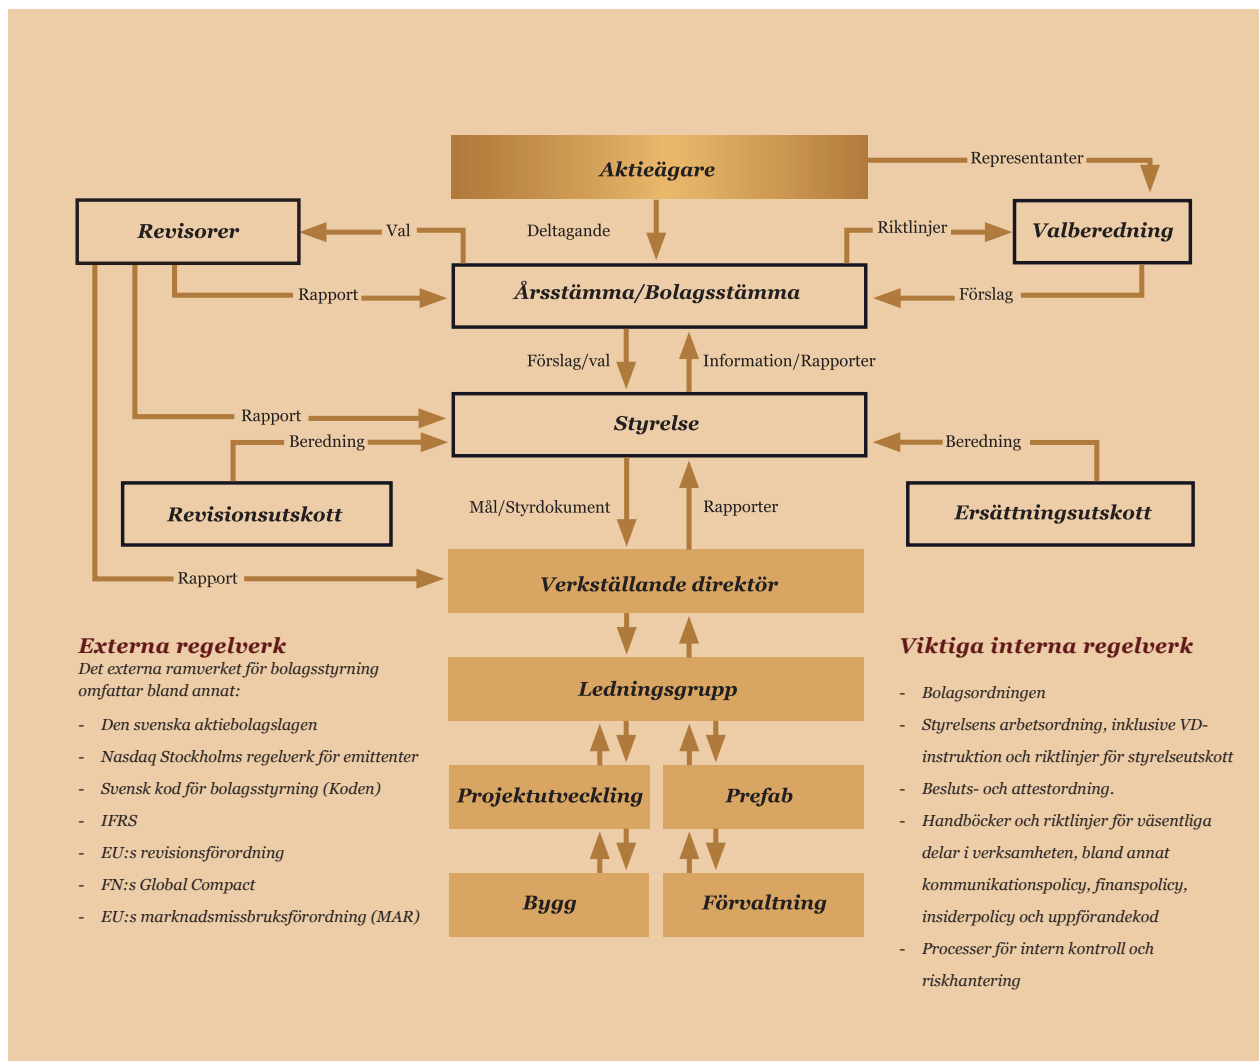 Aktieägare
Representanter
Revisorer
Val
Deltagande
Riktlinjer
Valberedning
Rapport
Årsstämma/Bolagsstämma
Förslag
Förslag/val
Information/Rapporter
Rapport
Styrelse
Beredning
Beredning
Revisionsutskott
Mål/Styrdokument
Rapporter
Ersättningsutskott
Rapport
Verkställande direktör
Ledningsgrupp
Projektutveckling
Prefab
Bygg
Förvaltning
Externa regelverk
Det externa ramverket för bolagsstyrning
omfattar bland annat:
- Den svenska aktiebolagslagen
- Nasdaq Stockholms regelverk för emittenter
- Svensk kod för bolagsstyrning (Koden)
- IFRS
- EU:s revisionsförordning
- FN:s Global Compact
- EU:s marknadsmissbruksförordning (MAR)
Viktiga interna regelverk
- Bolagsordningen
- Styrelsens arbetsordning, inklusive VD-
instruktion och riktlinjer för styrelseutskott
- Besluts- och attestordning.
- Handböcker och riktlinjer för väsentliga
delar i verksamheten, bland annat
kommunikationspolicy, finanspolicy,
insiderpolicy och uppförandekod
- Processer för intern kontroll och
riskhantering